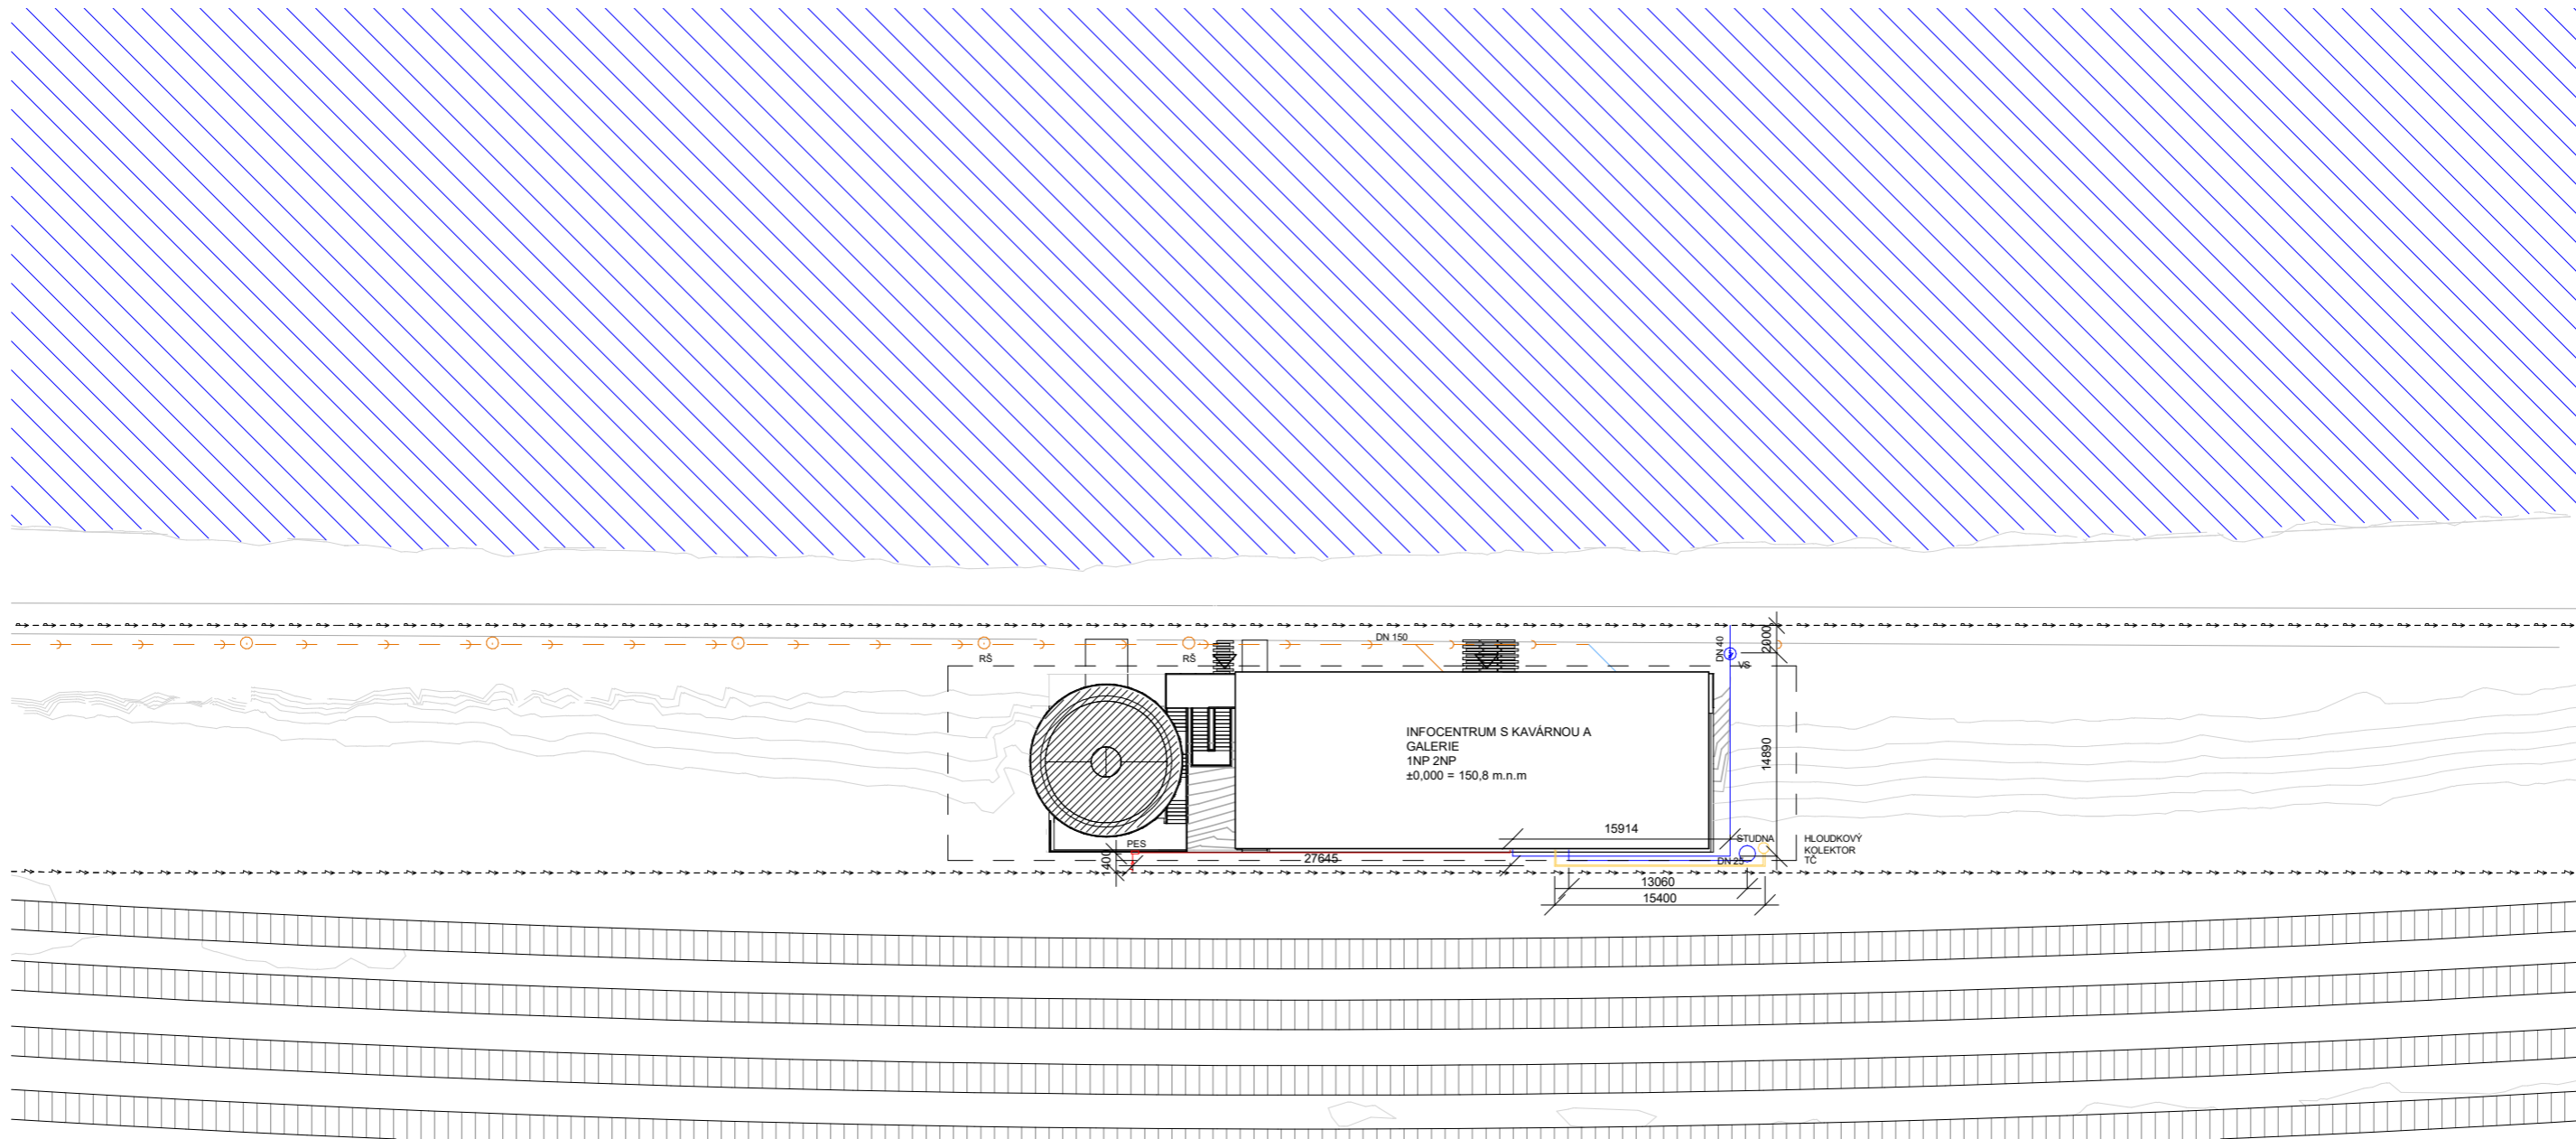 DN 150
DN 40
2000
RŠ
RŠ
VS
INFOCENTRUM S KAVÁRNOU A
GALERIE
1NP 2NP
±0,000 = 150,8 m.n.m
14890
15914
STUDNA
HLOUDKOVÝ
KOLEKTOR
TČ
PES
1400
27645
DN 25
13060
15400